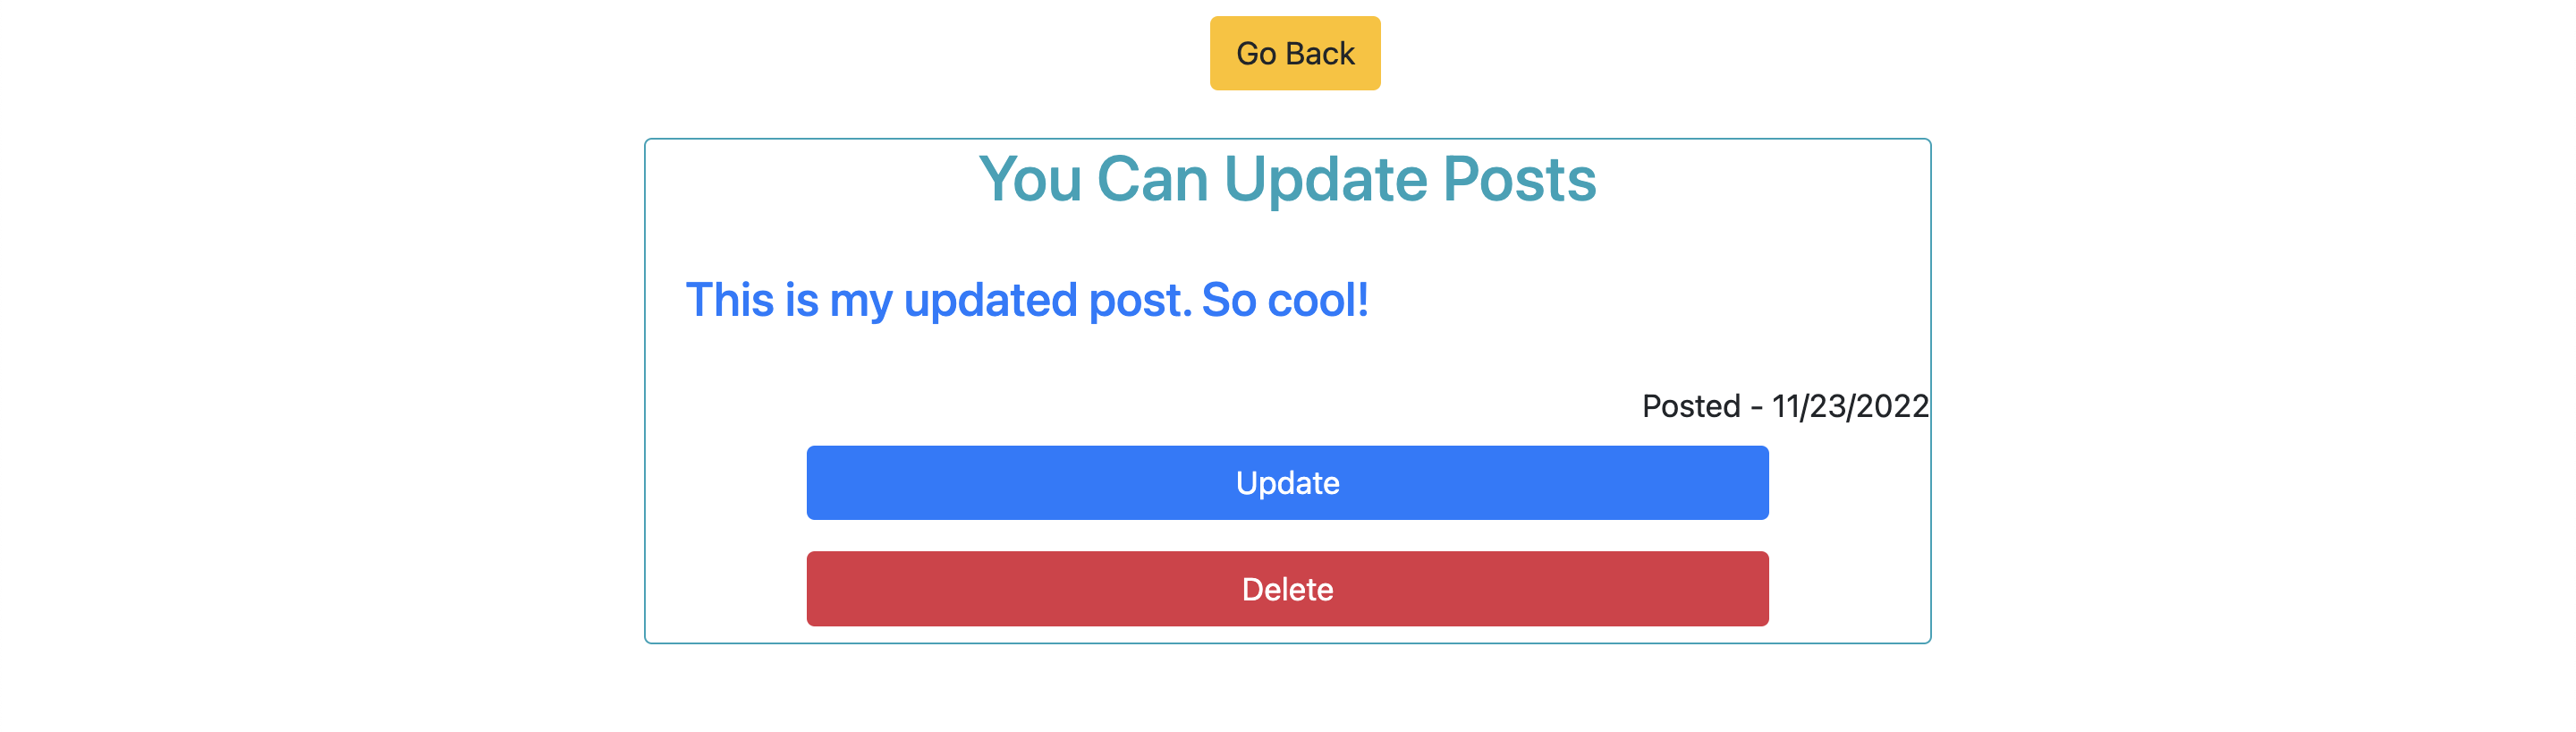 Go Back
You Can Update Posts
This is my updated post. So cool!
Posted - 11/23/2022
Update
Delete